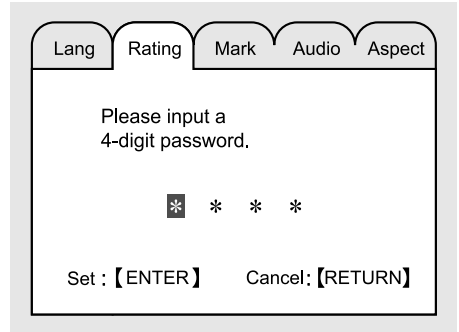 Lang Rating Mark Audio Aspect
Please input a
4-digit password.
* * * *
Set :【ENTER】 Cancel:【RETURN】